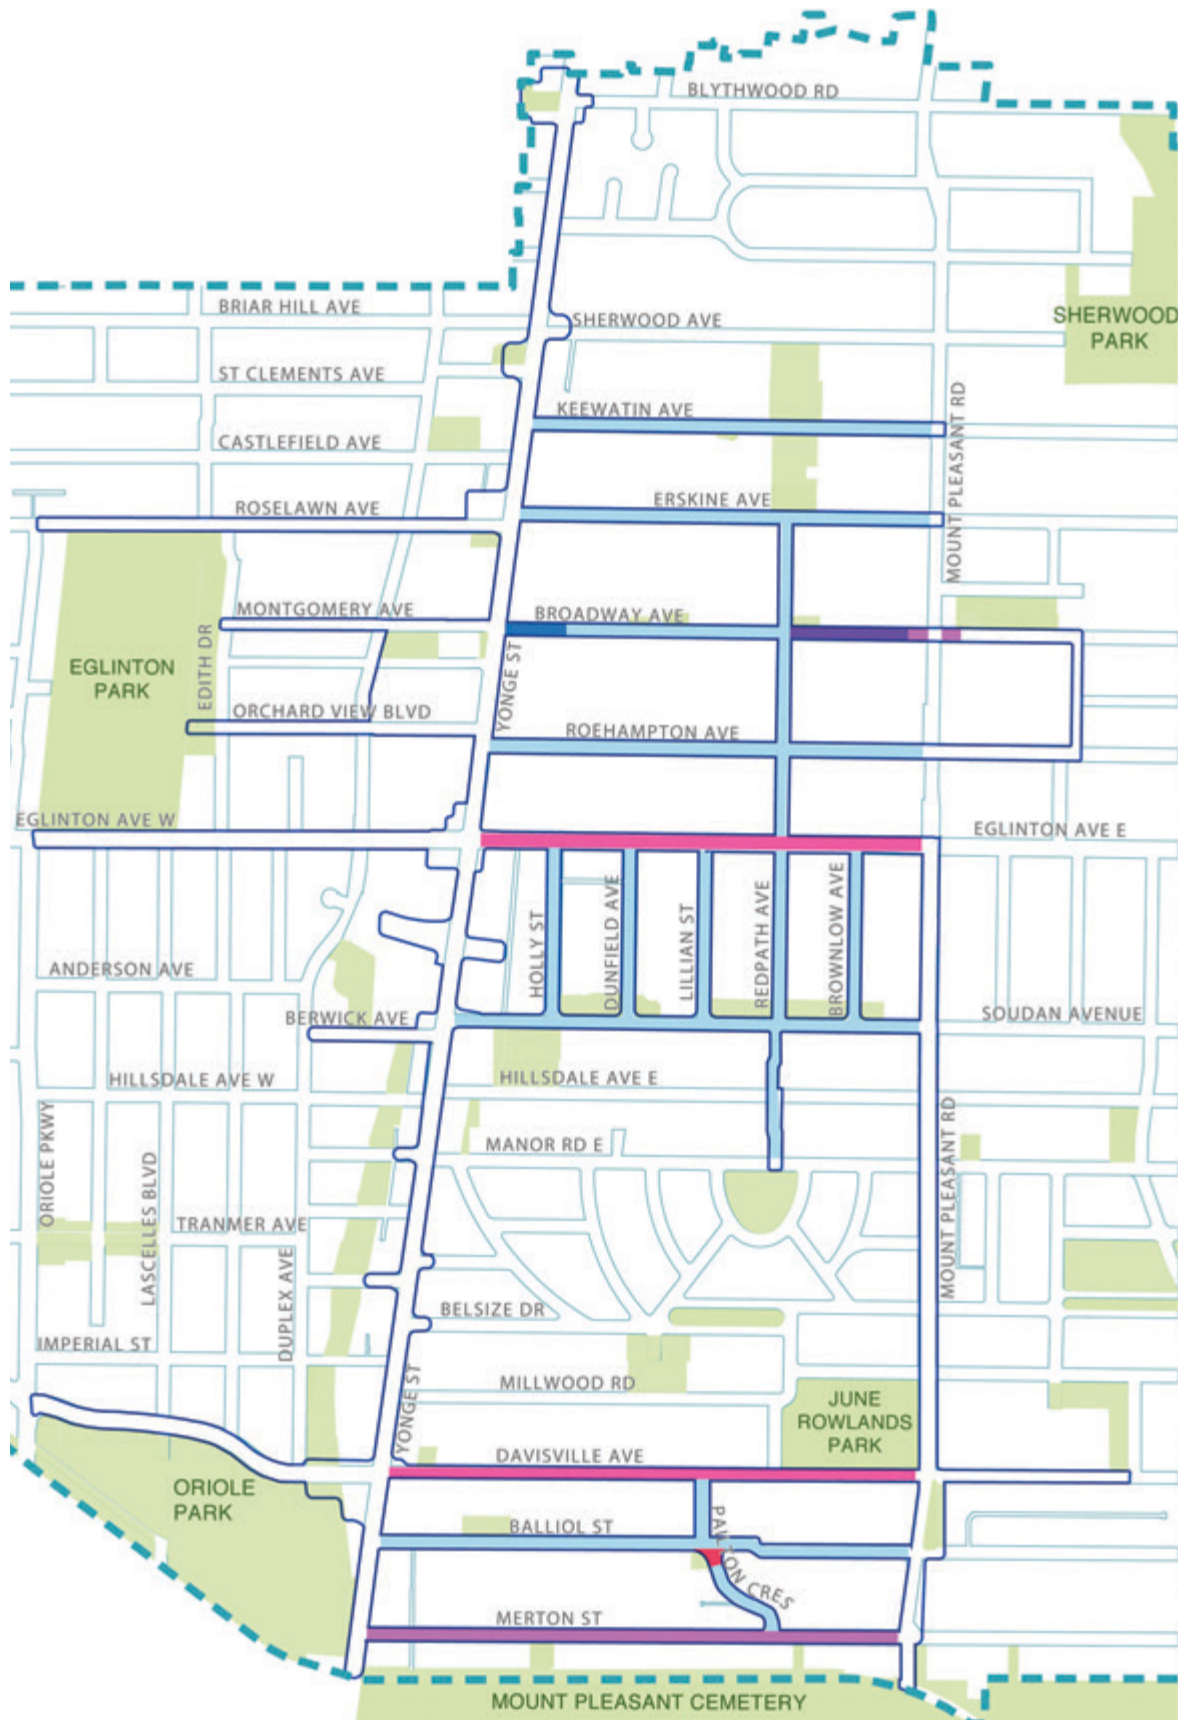 BLYTHWOOD RD
BRIAR HILL AVE
SHERWOOD AVE
SHERWOOD
PARK
ST CLEMENTS AVE
KEEWATIN AVE
MOUNT PLEASANT RD
CASTLEFIELD AVE
ROSELAWN AVE
ERSKINE AVE
MONTGOMERY AVE
BROADWAY AVE
EGLINTON
PARK
EDITH DR
YONGE ST
ORCHARD VIEW BLVD
ROEHAMPTON AVE
EGLINTON AVE W
EGLINTON AVE E
HOLLY ST
DUNFIELD AVE
LILLIAN ST
REDPATH AVE
BROWNLOW AVE
ANDERSON AVE
BERWICK AVE
SOUDAN AVENUE
HILLSDALE AVE W
HILLSDALE AVE E
ORIOLE PKWY
MANOR RD E
MOUNT PLEASANT RD
LASCELLES BLVD
TRANMER AVE
DUPLEX AVE
BELSIZE DR
IMPERIAL ST
YONGE ST
MILLWOOD RD
JUNE
ROWLANDS
PARK
DAVISVILLE AVE
ORIOLE
PARK
BALLIOL ST
PAILTON CRES
MERTON ST
MOUNT PLEASANT CEMETERY